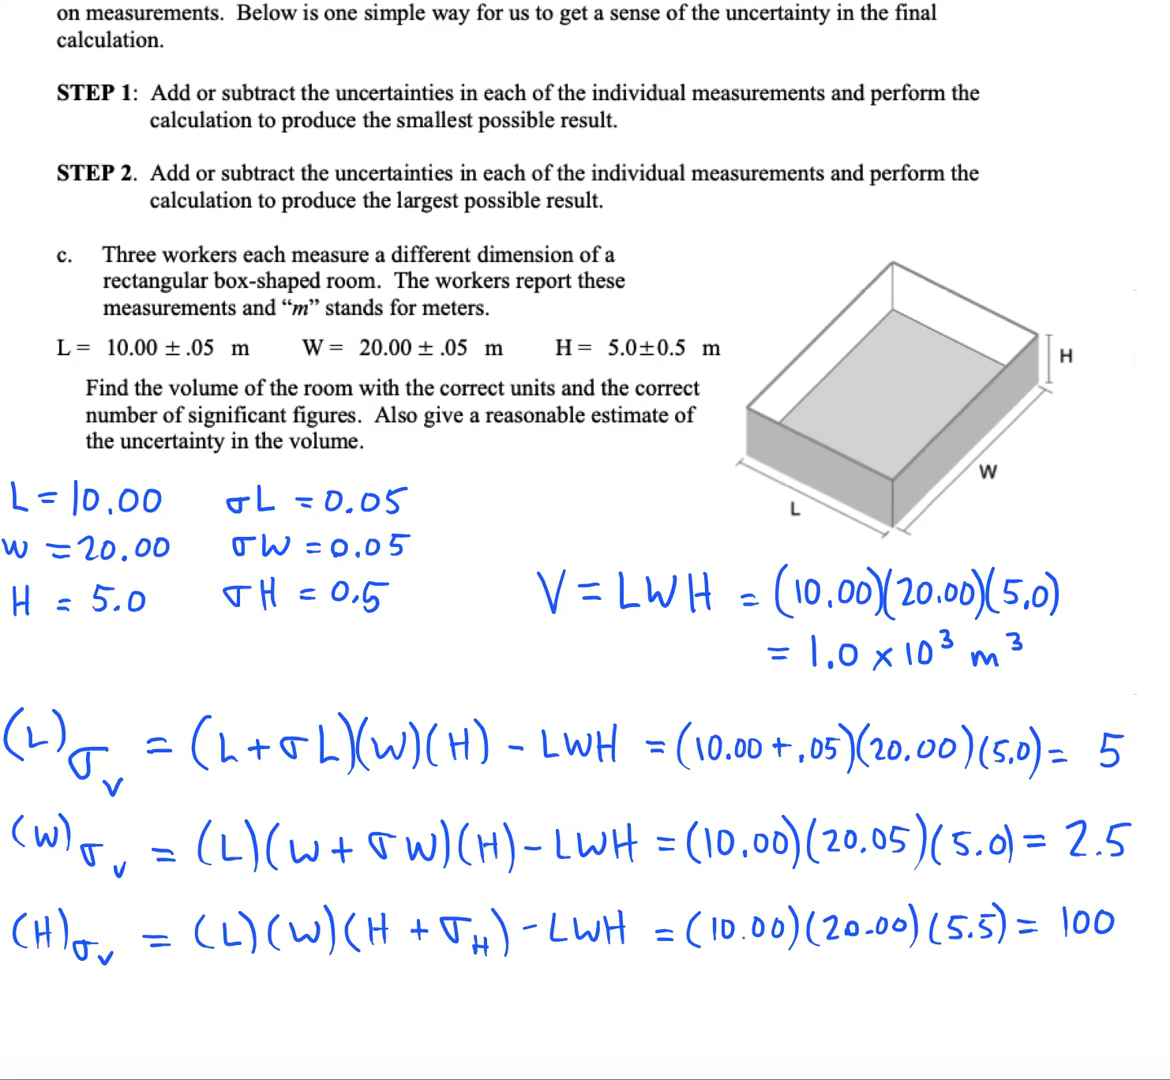 on measurements. Below is one simple way for us to get a sense of the uncertainty in the final
calculation.
STEP 1: Add or subtract the uncertainties in each of the individual measurements and perform the
calculation to produce the smallest possible result.
STEP 2. Add or subtract the uncertainties in each of the individual measurements and perform the
calculation to produce the largest possible result.
c. Three workers each measure a different dimension of a
rectangular box-shaped room. The workers report these
measurements and “m” stands for meters.
L= 10.00 ± .05 m W= 20.00 ± .05 m H= 5.0±0.5 m
Find the volume of the room with the correct units and the correct
number of significant figures. Also give a reasonable estimate of
the uncertainty in the volume.
H
W
L
L = 10.00 σL = 0.05
W = 20.00 σW = 0.05
H = 5.0 σH = 0.5
V = LWH = (10.00)(20.00)(5.0)
= 1.0 x 10³ m³
(L)σ_v = (L+σL)(W)(H) - LWH = (10.00 + .05)(20.00)(5.0) = 5
(W)σ_v = (L)(W + σW)(H) - LWH = (10.00)(20.05)(5.0) = 2.5
(H)σ_v = (L)(W)(H + σ_H) - LWH = (10.00)(20.00)(5.5) = 100